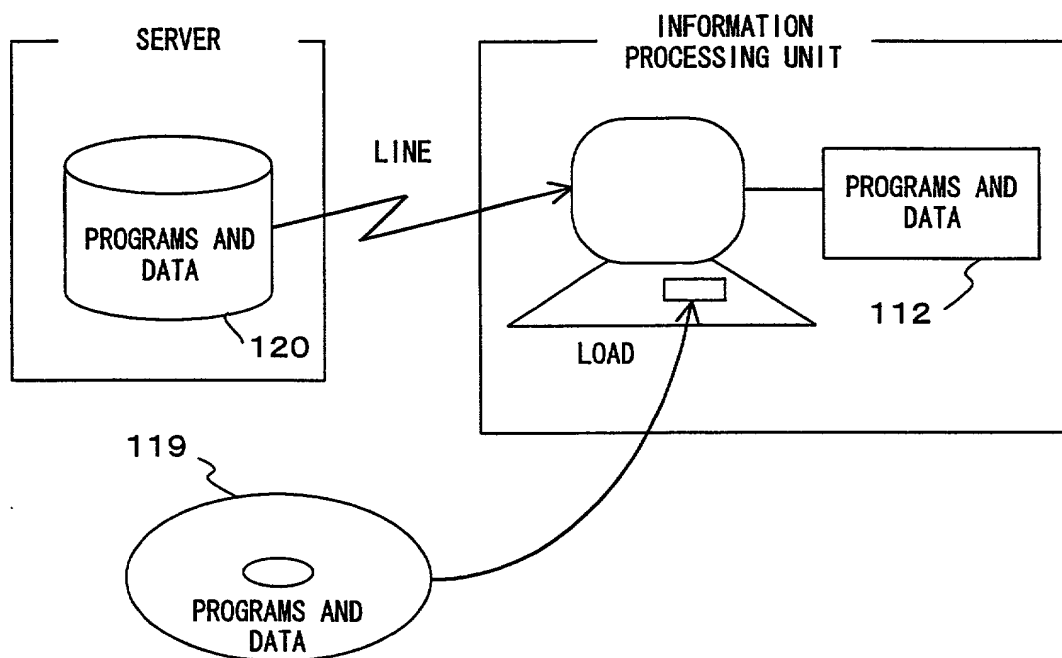 SERVER
INFORMATION
PROCESSING UNIT
LINE
PROGRAMS AND
DATA
120
PROGRAMS AND
DATA
112
LOAD
119
PROGRAMS AND
DATA